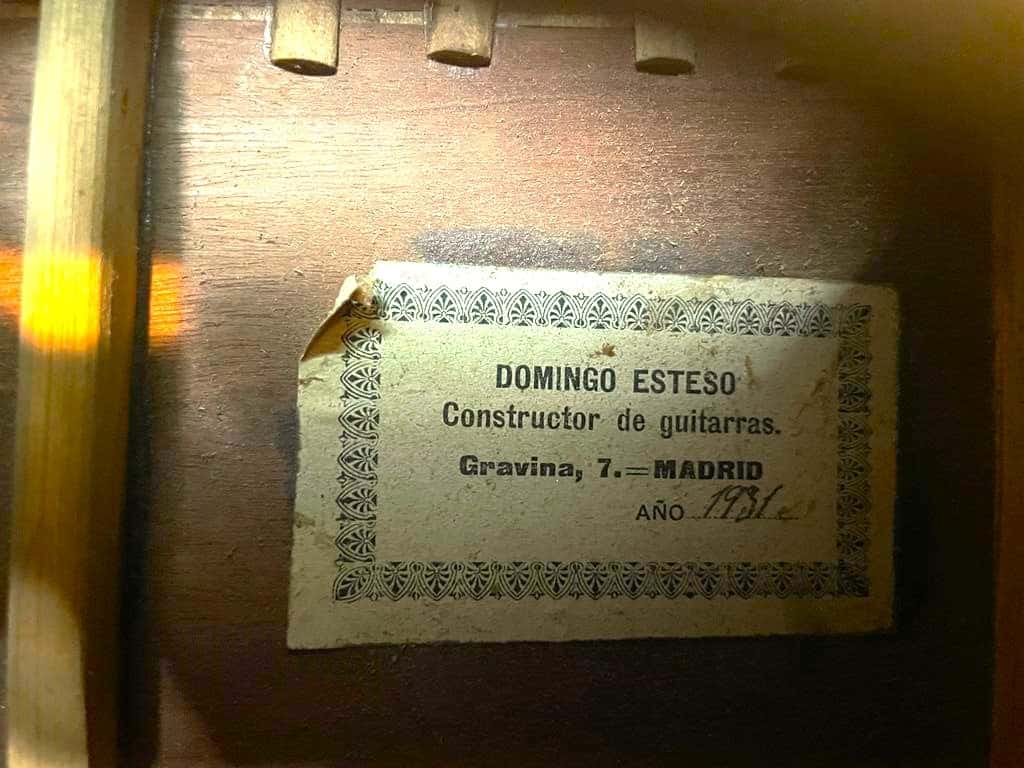 DOMINGO ESTESO
Constructor de guitarras.
Gravina, 7.=MADRID
AÑO 1931